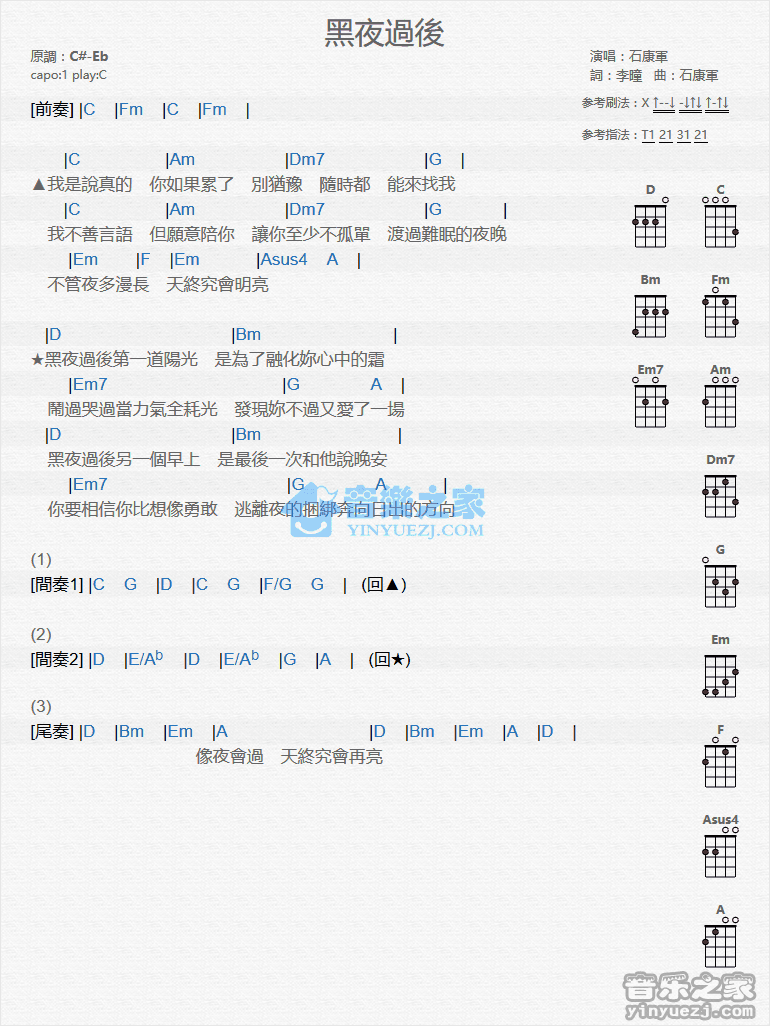 黑夜過後
原調：C#-Eb
capo:1 play:C
演唱：石康軍
詞：李瞳 曲：石康軍
參考刷法：X ↑--↓ -↓↑↓ ↑-↑↓
參考指法：T1 21 31 21
[前奏] |C |Fm |C |Fm |
|C |Am |Dm7 |G |
▲我是說真的 你如果累了 別猶豫 隨時都 能來找我
|C |Am |Dm7 |G |
我不善言語 但願意陪你 讓你至少不孤單 渡過難眠的夜晚
|Em |F |Em |Asus4 A |
不管夜多漫長 天終究會明亮
|D |Bm |
★黑夜過後第一道陽光 是為了融化妳心中的霜
|Em7 |G A |
鬧過哭過當力氣全耗光 發現妳不過又愛了一場
|D |Bm |
黑夜過後另一個早上 是最後一次和他說晚安
|Em7 |G A |
你要相信你比想像勇敢 逃離夜的捆綁奔向日出的方向
(1)
[間奏1] |C G |D |C G |F/G G | (回▲)
(2)
[間奏2] |D |E/Ab |D |E/Ab |G |A | (回★)
(3)
[尾奏] |D |Bm |Em |A |D |Bm |Em |A |D |
像夜會過 天終究會再亮
D C
Bm Fm
Em7 Am
Dm7
G
Em
F
Asus4
A
音樂之家
YINYUEZJ.COM
音乐之家
yinyuezj.com